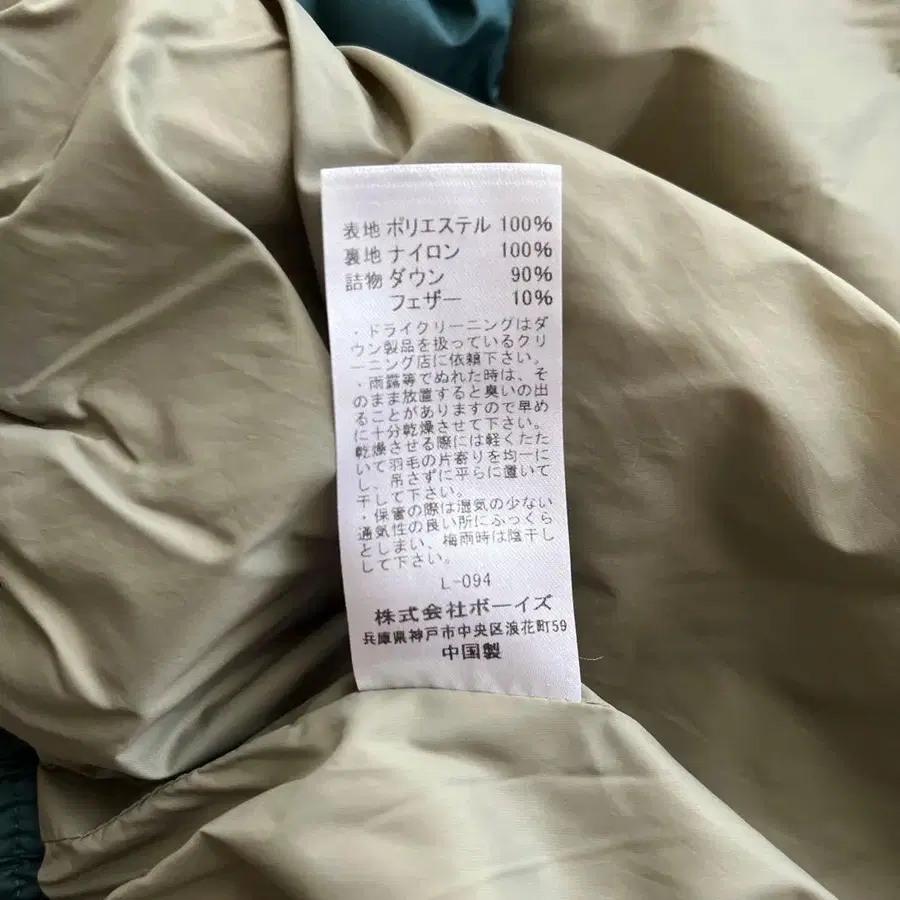 表地 ポリエステル 100%
裏地 ナイロン 100%
詰物 ダウン 90%
フェザー 10%
・ドライクリーニングはダ
ウン製品を扱っているクリ
ーニング店に依頼下さい。
・雨露等でぬれた時は、そ
のまま放置すると臭いの出
ることがありますので早め
に十分乾燥させて下さい。
乾燥させる際には軽くたた
いて羽毛の片寄りを均一に
し、吊さずに平らに置いて
干して下さい。
・保管の際は湿気の少ない
通気性の良い所にふっくら
としまい、梅雨時は陰干し
して下さい。
L-094
株式会社ボーイズ
兵庫県神戸市中央区浪花町59
中国製